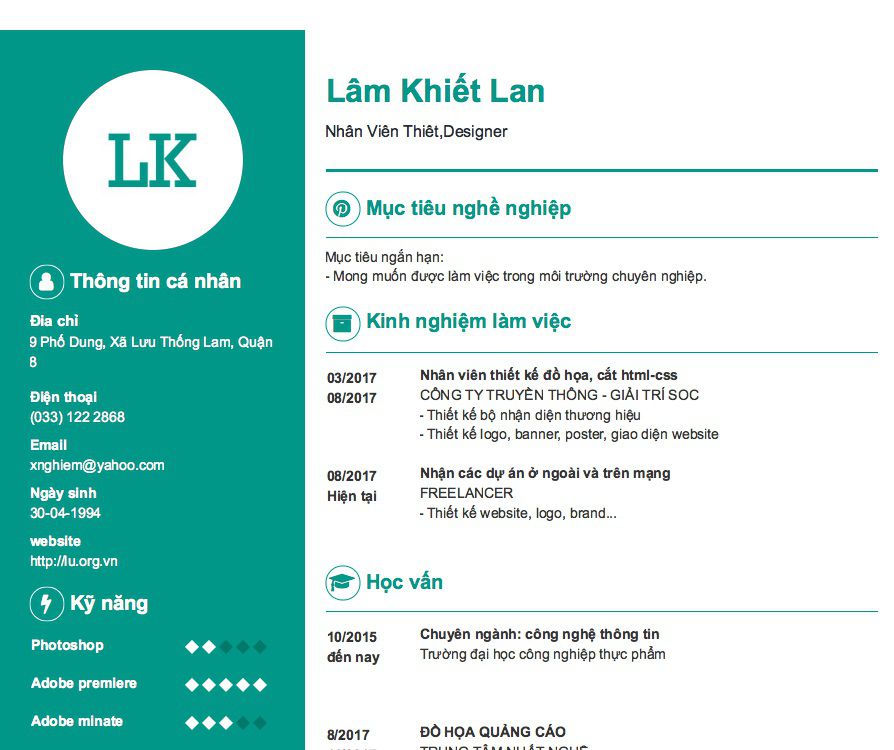 LK
Thông tin cá nhân
Địa chỉ
9 Phố Dung, Xã Lưu Thống Lam, Quận
8
Điện thoại
(033) 122 2868
Email
xnghiem@yahoo.com
Ngày sinh
30-04-1994
website
http://lu.org.vn
Kỹ năng
Photoshop
Adobe premiere
Adobe minate
Lâm Khiết Lan
Nhân Viên Thiêt,Designer
Mục tiêu nghề nghiệp
Mục tiêu ngắn hạn:
- Mong muốn được làm việc trong môi trường chuyên nghiệp.
Kinh nghiệm làm việc
03/2017
08/2017
Nhân viên thiết kế đồ họa, cắt html-css
CÔNG TY TRUYỀN THÔNG - GIẢI TRÍ SOC
- Thiết kế bộ nhận diện thương hiệu
- Thiết kế logo, banner, poster, giao diện website
08/2017
Hiện tại
Nhận các dự án ở ngoài và trên mạng
FREELANCER
- Thiết kế website, logo, brand...
Học vấn
10/2015
đến nay
Chuyên ngành: công nghệ thông tin
Trường đại học công nghiệp thực phẩm
8/2017
ĐỒ HỌA QUẢNG CÁO
TRUNG TÂM NHẤT NGHỆ